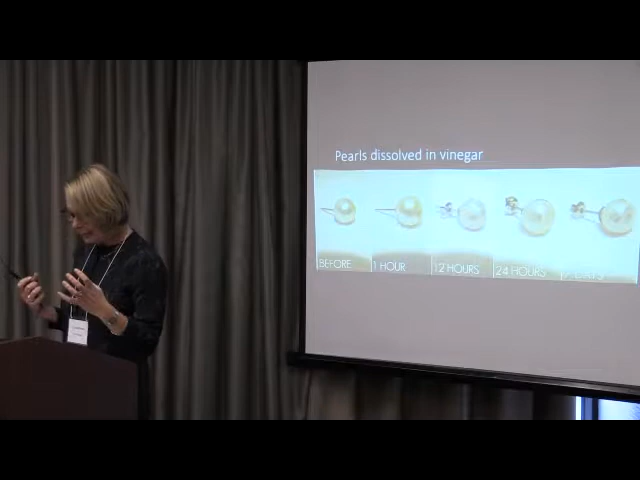 Pearls dissolved in vinegar
BEFORE
1 HOUR
12 HOURS
24 HOURS